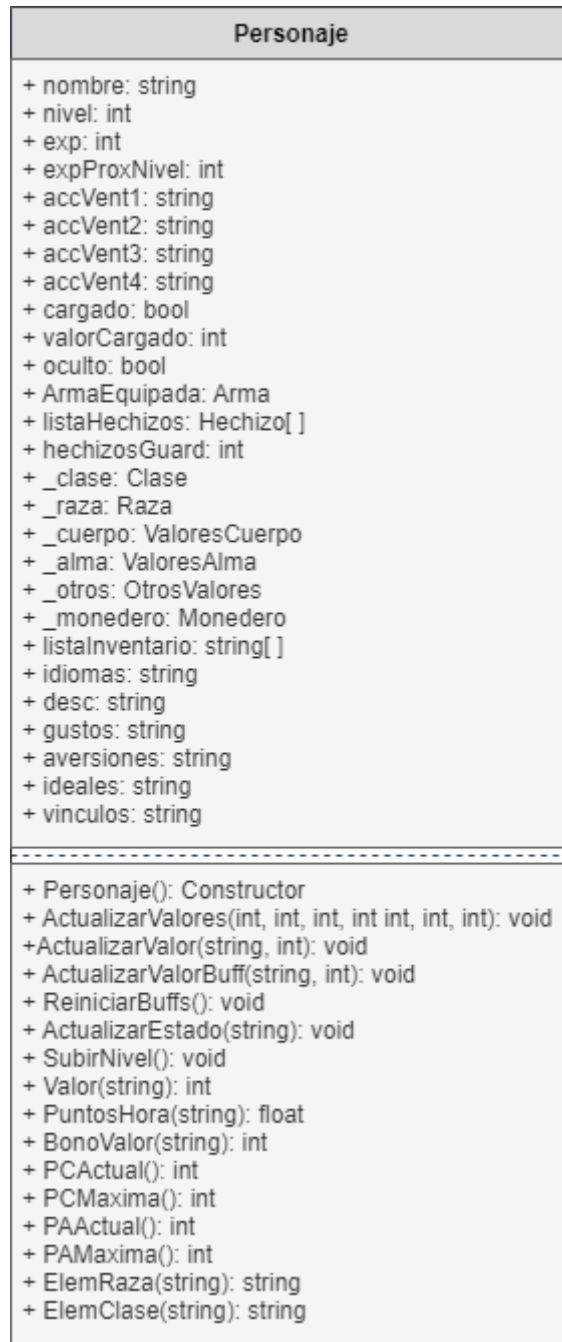 Personaje
+ nombre: string
+ nivel: int
+ exp: int
+ expProxNivel: int
+ accVent1: string
+ accVent2: string
+ accVent3: string
+ accVent4: string
+ cargado: bool
+ valorCargado: int
+ oculto: bool
+ ArmaEquipada: Arma
+ listaHechizos: Hechizo[ ]
+ hechizosGuard: int
+ _clase: Clase
+ _raza: Raza
+ _cuerpo: ValoresCuerpo
+ _alma: ValoresAlma
+ _otros: OtrosValores
+ _monedero: Monedero
+ listaInventario: string[ ]
+ idiomas: string
+ desc: string
+ gustos: string
+ aversiones: string
+ ideales: string
+ vinculos: string
+ Personaje(): Constructor
+ ActualizarValores(int, int, int, int int, int, int): void
+ActualizarValor(string, int): void
+ ActualizarValorBuff(string, int): void
+ ReiniciarBuffs(): void
+ ActualizarEstado(string): void
+ SubirNivel(): void
+ Valor(string): int
+ PuntosHora(string): float
+ BonoValor(string): int
+ PCActual(): int
+ PCMaxima(): int
+ PAActual(): int
+ PAMaxima(): int
+ ElemRaza(string): string
+ ElemClase(string): string